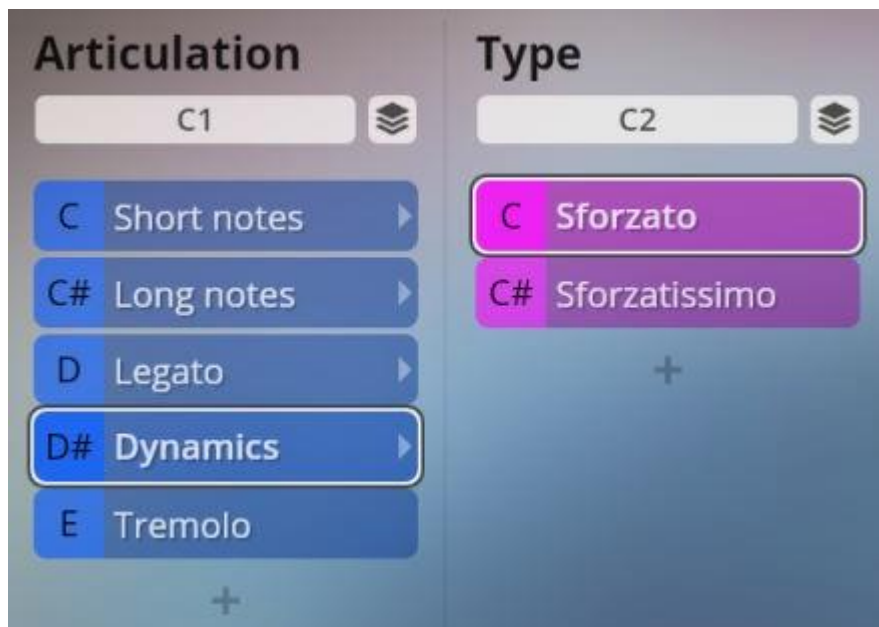 Articulation
C1
C Short notes
C# Long notes
D Legato
D# Dynamics
E Tremolo
+
Type
C2
C Sforzato
C# Sforzatissimo
+